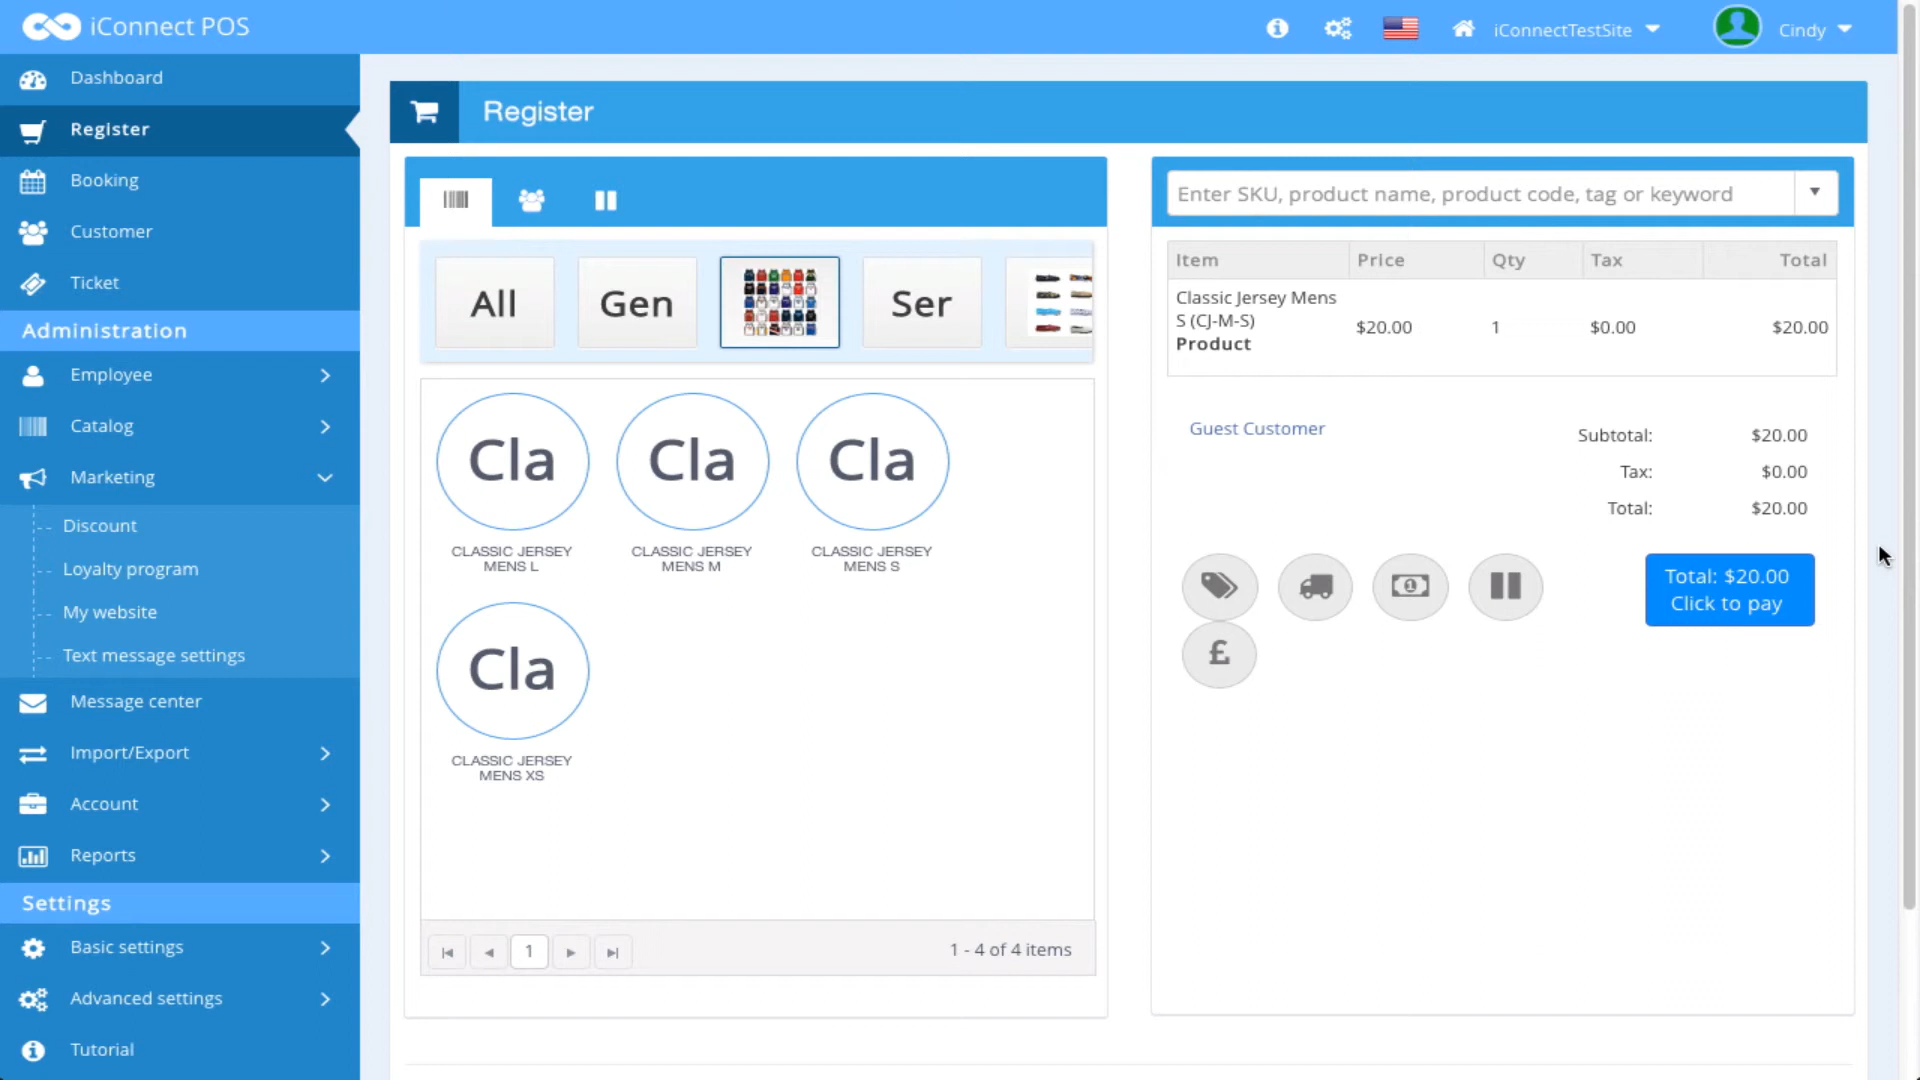 iConnect POS
iConnectTestSite
Cindy
Dashboard
Register
Booking
Customer
Ticket
Administration
Employee
Catalog
Marketing
Discount
Loyalty program
My website
Text message settings
Message center
Import/Export
Account
Reports
Settings
Basic settings
Advanced settings
Tutorial
Register
All
Gen
Ser
Cla
CLASSIC JERSEY
MENS L
Cla
CLASSIC JERSEY
MENS M
Cla
CLASSIC JERSEY
MENS S
Cla
CLASSIC JERSEY
MENS XS
1
1 - 4 of 4 items
Enter SKU, product name, product code, tag or keyword
Item Price Qty Tax Total
Classic Jersey Mens
S (CJ-M-S)
Product
$20.00 1 $0.00 $20.00
Guest Customer
Subtotal: $20.00
Tax: $0.00
Total: $20.00
£
Total: $20.00
Click to pay